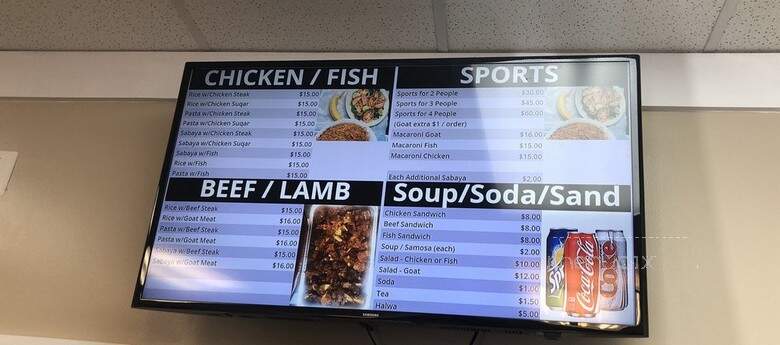 CHICKEN / FISH
Rice w/Chicken Steak $15.00
Rice w/Chicken Suqar $15.00
Pasta w/Chicken Steak $15.00
Pasta w/Chicken Suqar $15.00
Sabaya w/Chicken Steak $15.00
Sabaya w/Chicken Suqar $15.00
Sabaya w/Fish $15.00
Rice w/Fish $15.00
Pasta w/Fish $15.00
SPORTS
Sports for 2 People $30.00
Sports for 3 People $45.00
Sports for 4 People $60.00
(Goat extra $1 / order)
Macaroni Goat $16.00
Macaroni Fish $15.00
Macaroni Chicken $15.00
Each Additional Sabaya $2.00
BEEF / LAMB
Rice w/Beef Steak $15.00
Rice w/Goat Meat $16.00
Pasta w/Beef Steak $15.00
Pasta w/Goat Meat $16.00
Sabaya w/Beef Steak $15.00
Sabaya w/Goat Meat $16.00
Soup/Soda/Sand
Chicken Sandwich $8.00
Beef Sandwich $8.00
Fish Sandwich $8.00
Soup / Samosa (each) $2.00
Salad - Chicken or Fish $10.00
Salad - Goat $12.00
Soda $1.00
Tea $1.50
Halwa $5.00
Coca-Cola
Coke
SAMSUNG